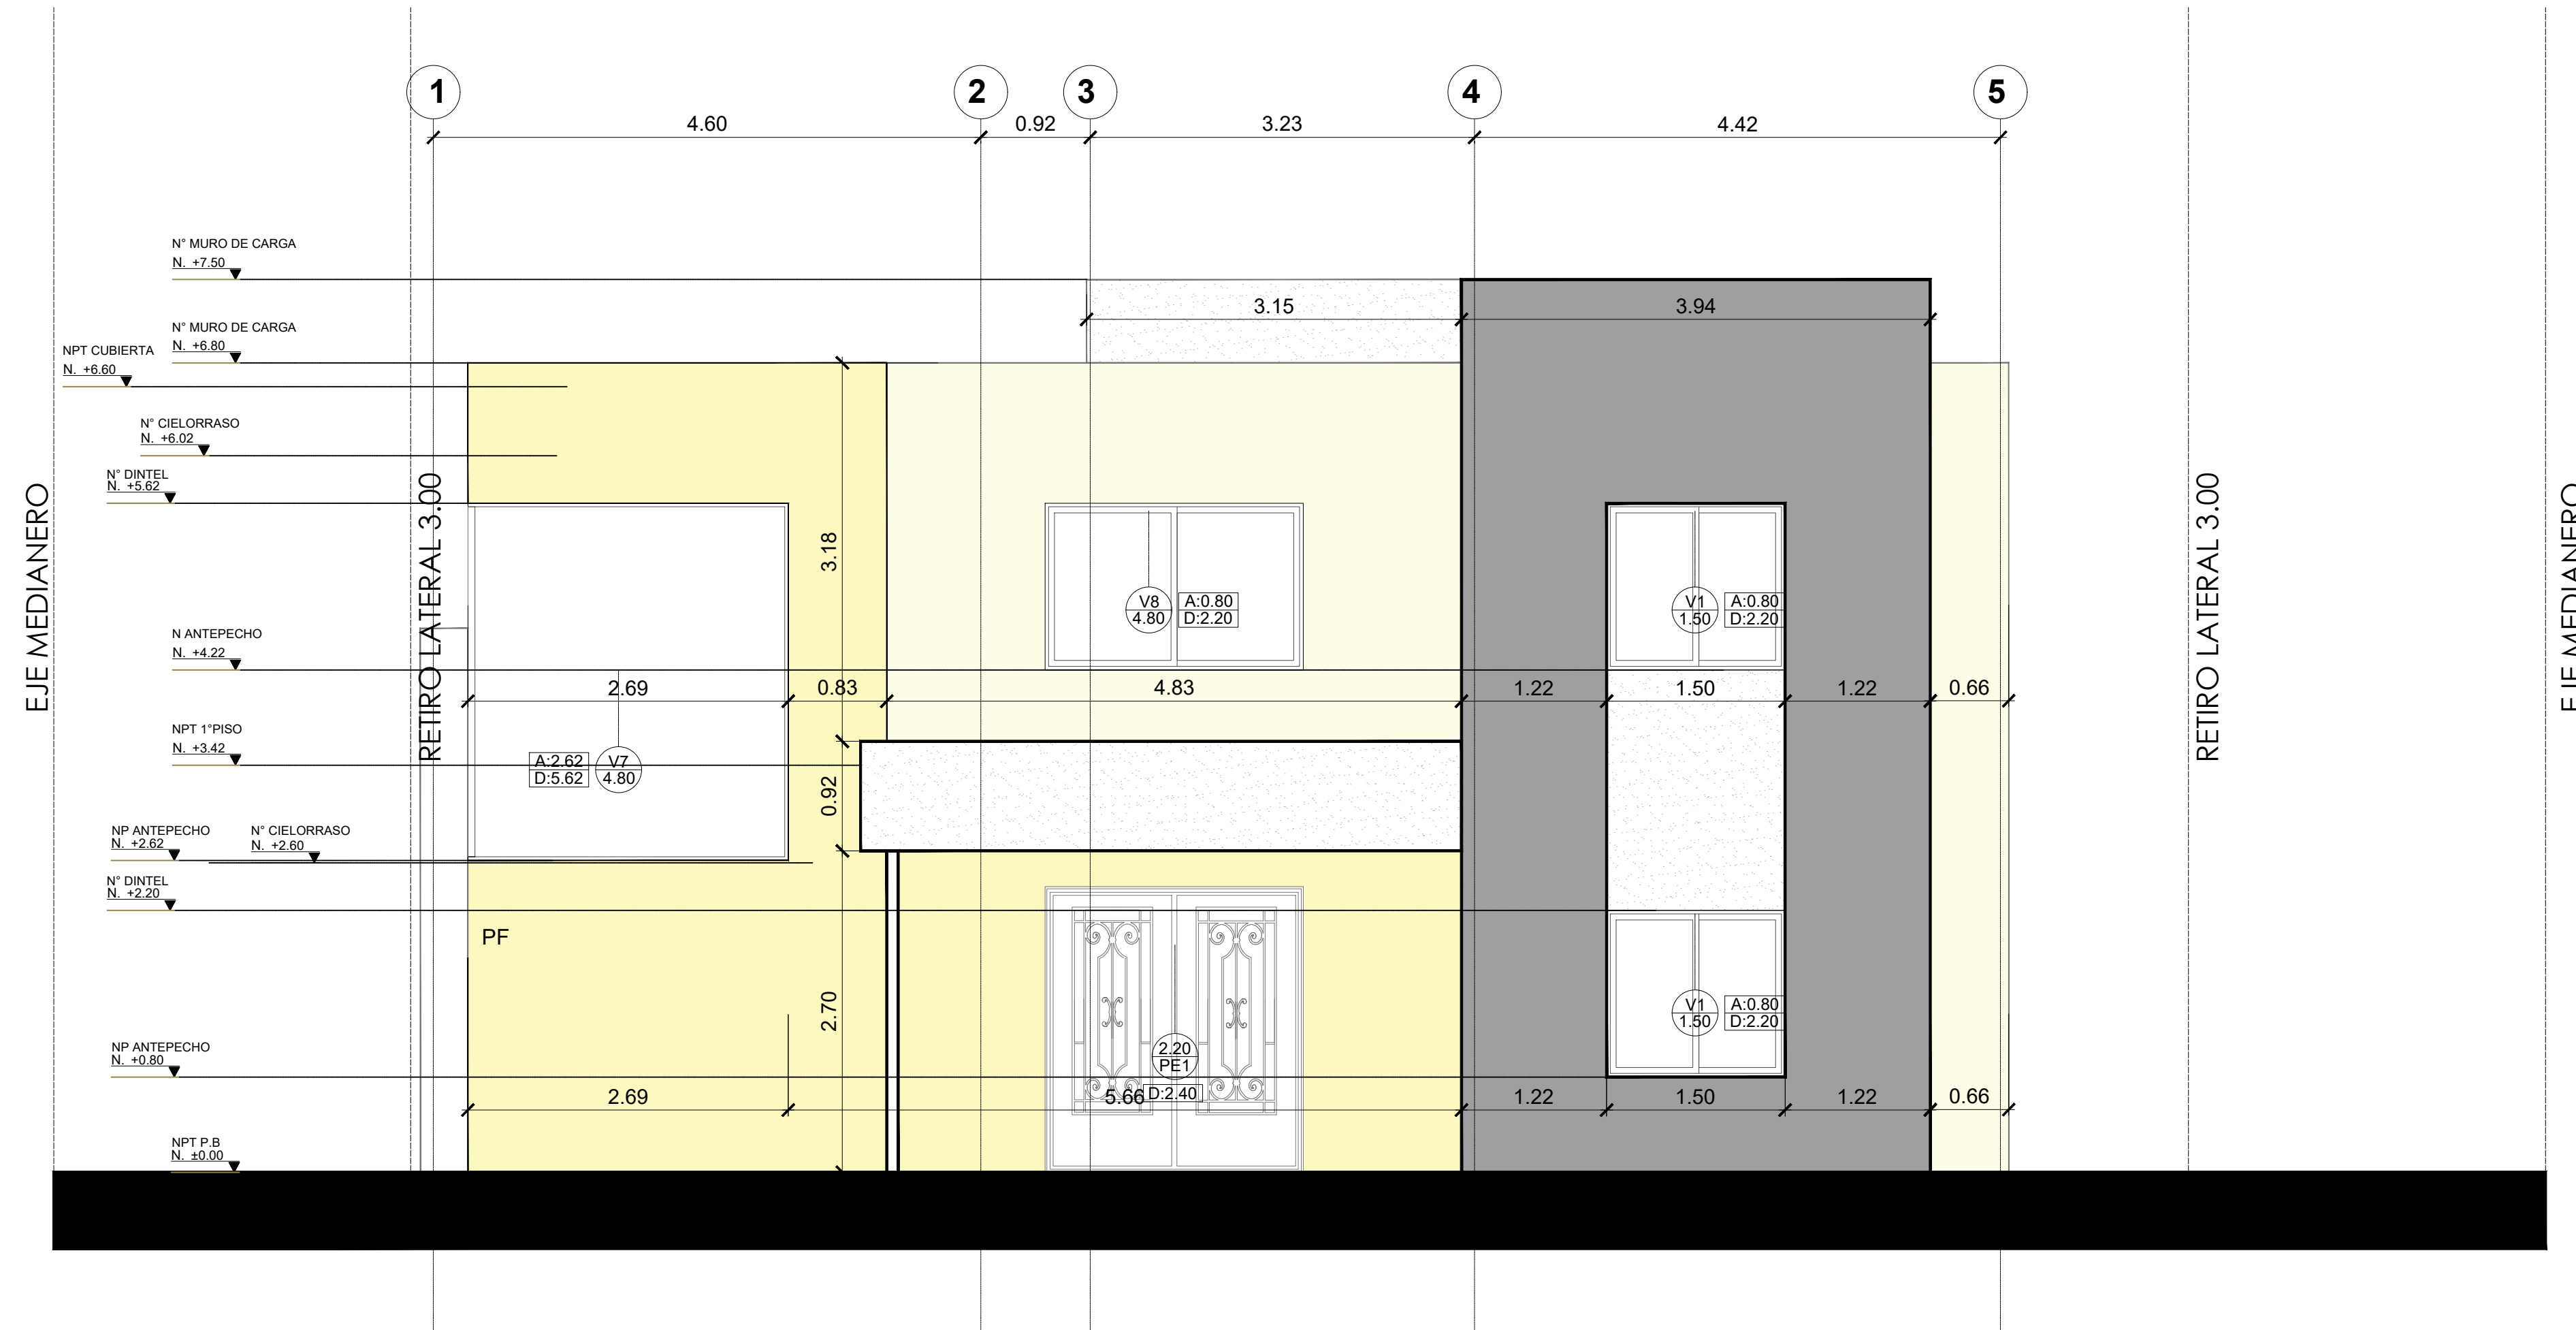 1
2
3
4
5
4.60
0.92
3.23
4.42
N° MURO DE CARGA
N. +7.50
3.15
3.94
N° MURO DE CARGA
N. +6.80
NPT CUBIERTA
N. +6.60
N° CIELORRASO
N. +6.02
N° DINTEL
N. +5.62
EJE MEDIANERO
RETIRO LATERAL 3.00
3.18
V8
4.80
A:0.80
D:2.20
V1
1.50
A:0.80
D:2.20
RETIRO LATERAL 3.00
EJE MEDIANERO
N ANTEPECHO
N. +4.22
2.69
0.83
4.83
1.22
1.50
1.22
0.66
NPT 1°PISO
N. +3.42
A:2.62
D:5.62
V7
4.80
0.92
NP ANTEPECHO
N. +2.62
N° CIELORRASO
N. +2.60
N° DINTEL
N. +2.20
PF
2.70
2.20
PE1
D:2.40
V1
1.50
A:0.80
D:2.20
NP ANTEPECHO
N. +0.80
2.69
5.66
1.22
1.50
1.22
0.66
NPT P.B
N. ±0.00